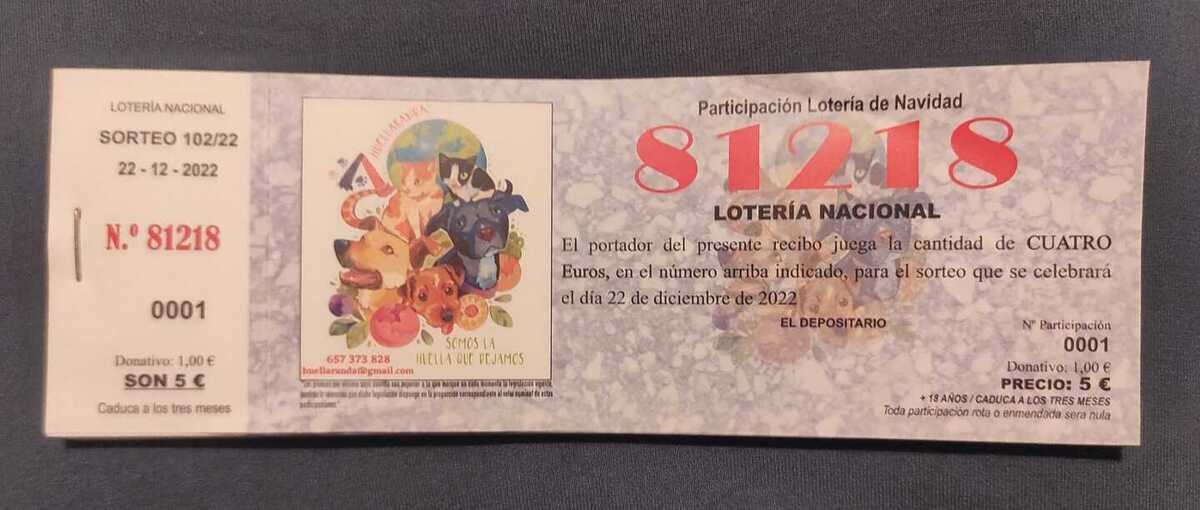 LOTERÍA NACIONAL
SORTEO 102/22
22 - 12 - 2022
N.º 81218
0001
Donativo: 1,00 €
SON 5 €
Caduca a los tres meses
HUELLARANDA
SOMOS LA
HUELLA QUE DEJAMOS
657 373 828
huellaranda@gmail.com
Participación Lotería de Navidad
81218
LOTERÍA NACIONAL
El portador del presente recibo juega la cantidad de CUATRO
Euros, en el número arriba indicado, para el sorteo que se celebrará
el día 22 de diciembre de 2022
EL DEPOSITARIO
Nº Participación
0001
Donativo: 1,00 €
PRECIO: 5 €
+ 18 AÑOS / CADUCA A LOS TRES MESES
Toda participación rota o enmendada sera nula